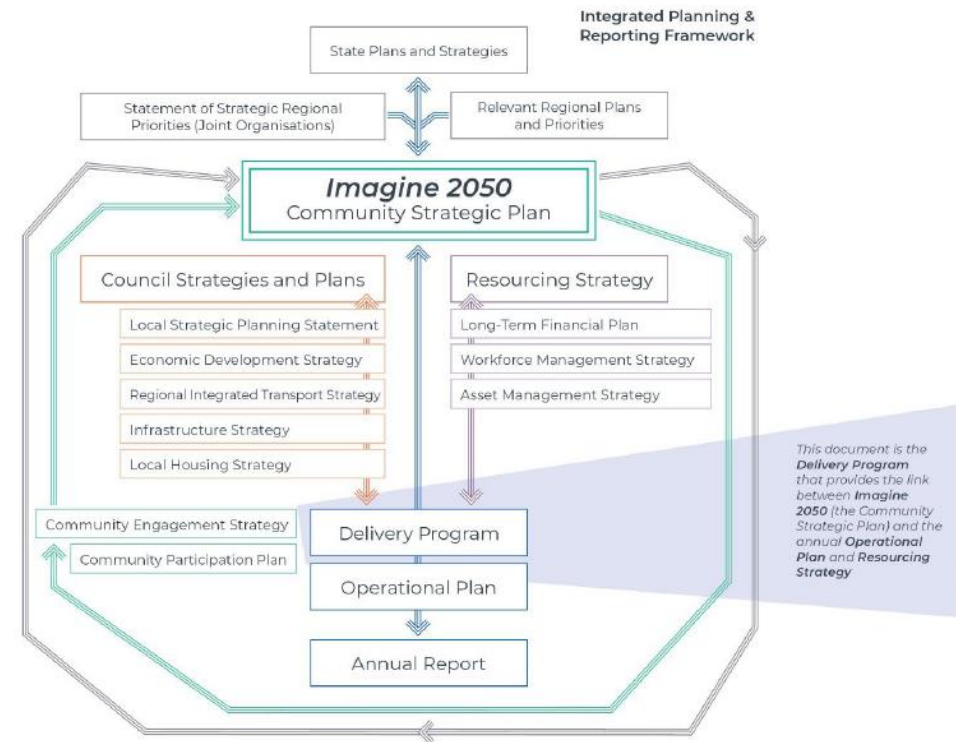 Integrated Planning &
Reporting Framework
State Plans and Strategies
Statement of Strategic Regional
Priorities (Joint Organisations)
Relevant Regional Plans
and Priorities
Imagine 2050
Community Strategic Plan
Council Strategies and Plans
Local Strategic Planning Statement
Economic Development Strategy
Regional Integrated Transport Strategy
Infrastructure Strategy
Local Housing Strategy
Resourcing Strategy
Long-Term Financial Plan
Workforce Management Strategy
Asset Management Strategy
Community Engagement Strategy
Community Participation Plan
Delivery Program
Operational Plan
Annual Report
This document is the
Delivery Program
that provides the link
between Imagine
2050 (the Community
Strategic Plan) and the
annual Operational
Plan and Resourcing
Strategy